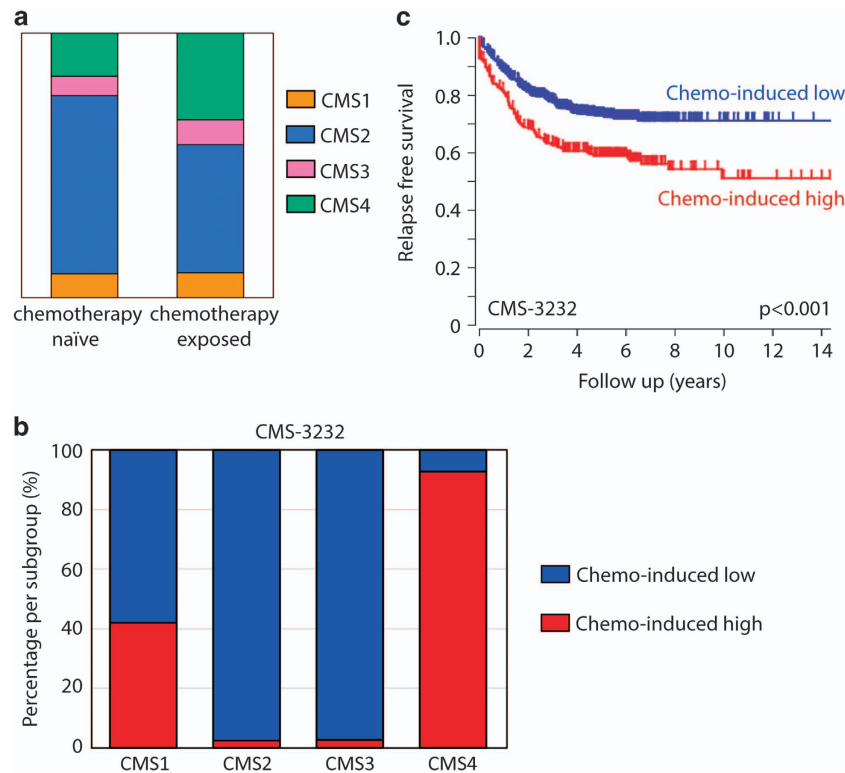 a
CMS1
CMS2
CMS3
CMS4
chemotherapy
naïve
chemotherapy
exposed
c
Relapse free survival
1.0
0.8
0.6
0.4
0.2
0
Chemo-induced low
Chemo-induced high
CMS-3232
p<0.001
0 2 4 6 8 10 12 14
Follow up (years)
b
CMS-3232
Percentage per subgroup (%)
100
80
60
40
20
0
CMS1 CMS2 CMS3 CMS4
Chemo-induced low
Chemo-induced high